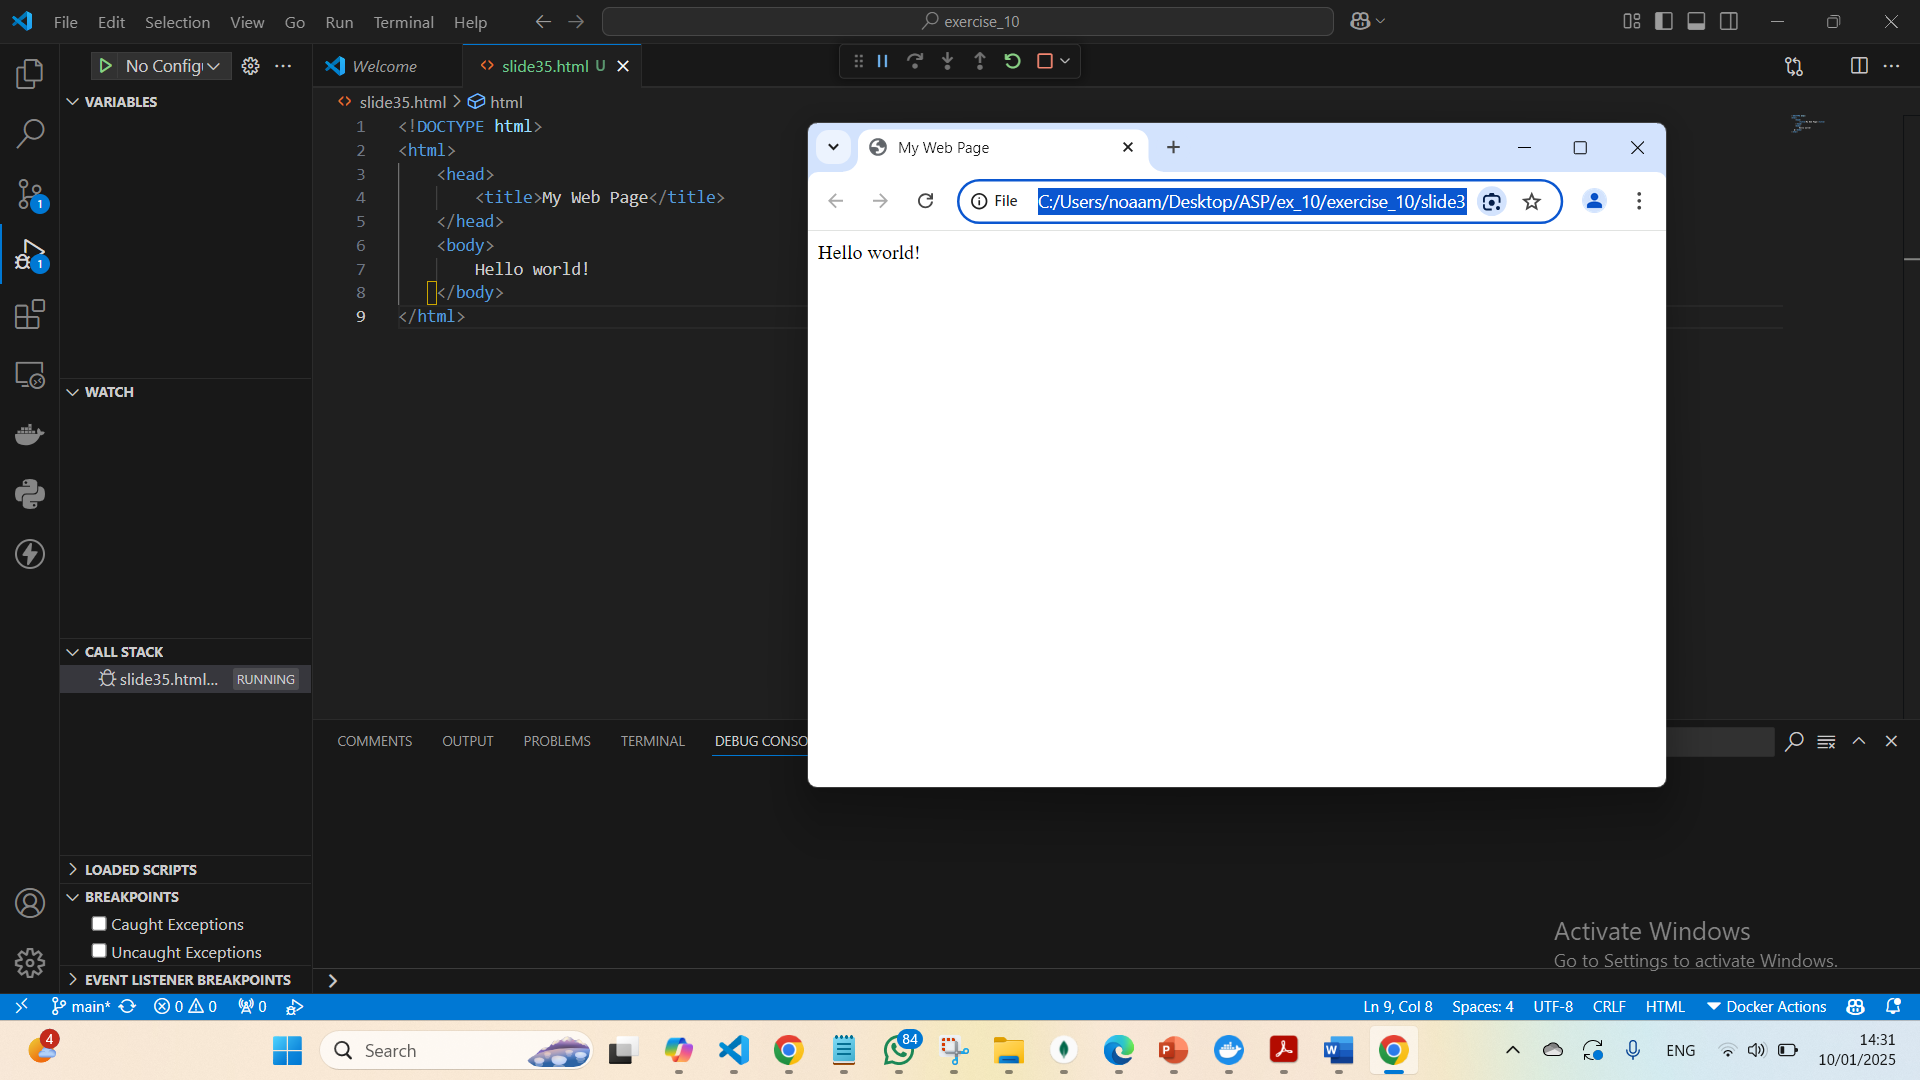 File Edit Selection View Go Run Terminal Help
exercise_10
No Config
Welcome
slide35.html U
VARIABLES
slide35.html > html
1 <!DOCTYPE html>
2 <html>
3 <head>
4 <title>My Web Page</title>
5 </head>
6 <body>
7 Hello world!
8 </body>
9 </html>
My Web Page
File C:/Users/noaam/Desktop/ASP/ex_10/exercise_10/slide3
Hello world!
WATCH
CALL STACK
slide35.html... RUNNING
COMMENTS OUTPUT PROBLEMS TERMINAL DEBUG CONSO
LOADED SCRIPTS
BREAKPOINTS
Caught Exceptions
Uncaught Exceptions
EVENT LISTENER BREAKPOINTS
Activate Windows
Go to Settings to activate Windows.
1
1
main* 0 0 0 Ln 9, Col 8 Spaces: 4 UTF-8 CRLF HTML Docker Actions
4
Search
84
ENG
14:31
10/01/2025